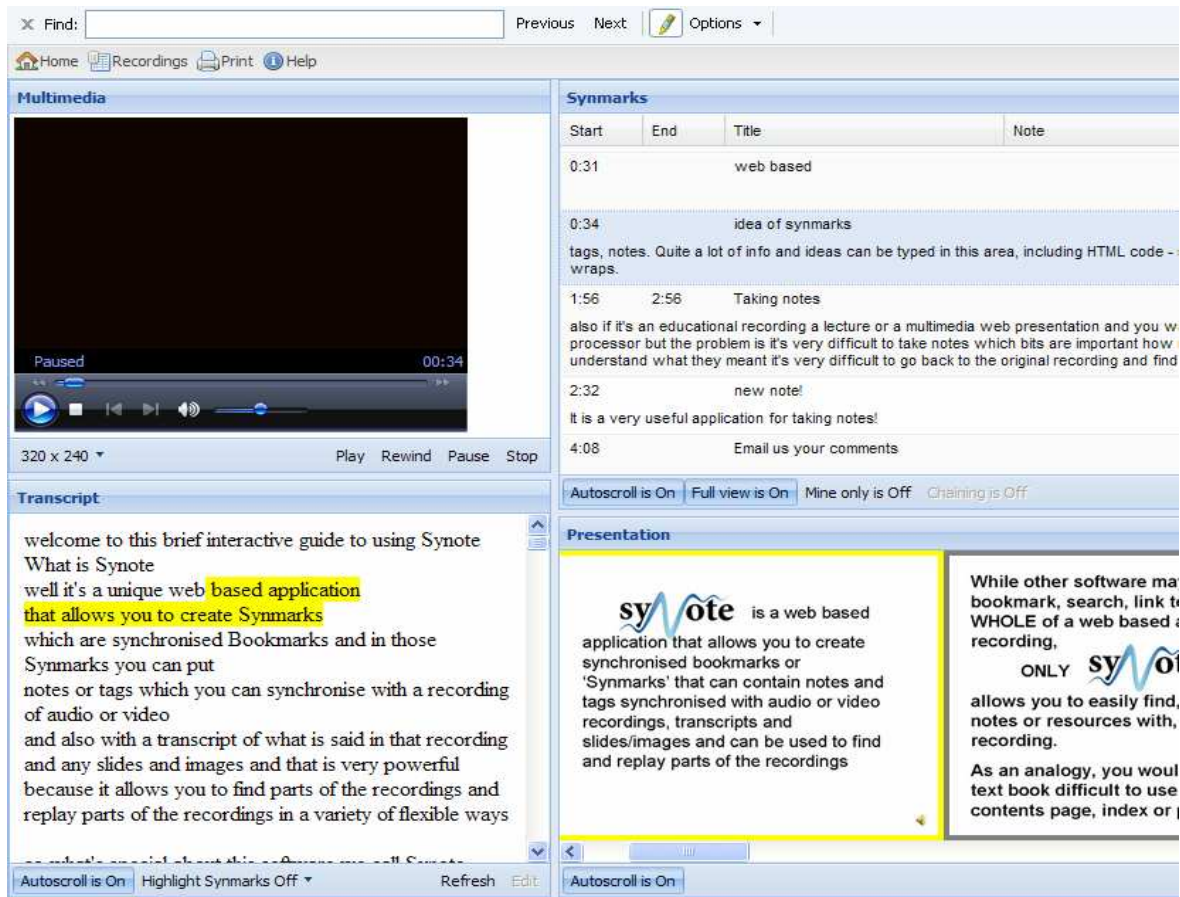 Find:
Previous Next Options
Home Recordings Print Help
Multimedia
Paused 00:34
320 x 240 Play Rewind Pause Stop
Transcript
welcome to this brief interactive guide to using Synote
What is Synote
well it's a unique web based application
that allows you to create Synmarks
which are synchronised Bookmarks and in those
Synmarks you can put
notes or tags which you can synchronise with a recording
of audio or video
and also with a transcript of what is said in that recording
and any slides and images and that is very powerful
because it allows you to find parts of the recordings and
replay parts of the recordings in a variety of flexible ways
so what's special about this software we call Synote
Autoscroll is On Highlight Synmarks Off Refresh Edit
Synmarks
Start End Title Note
0:31 web based
0:34 idea of synmarks
tags, notes. Quite a lot of info and ideas can be typed in this area, including HTML code -
wraps.
1:56 2:56 Taking notes
also if it's an educational recording a lecture or a multimedia web presentation and you w
processor but the problem is it's very difficult to take notes which bits are important how
understand what they meant it's very difficult to go back to the original recording and find
2:32 new note!
It is a very useful application for taking notes!
4:08 Email us your comments
Autoscroll is On Full view is On Mine only is Off Chaining is Off
Presentation
syNote is a web based
application that allows you to create
synchronised bookmarks or
'Synmarks' that can contain notes and
tags synchronised with audio or video
recordings, transcripts and
slides/images and can be used to find
and replay parts of the recordings
While other software ma
bookmark, search, link t
WHOLE of a web based a
recording,
ONLY syNot
allows you to easily find,
notes or resources with,
recording.
As an analogy, you woul
text book difficult to use
contents page, index or p
Autoscroll is On